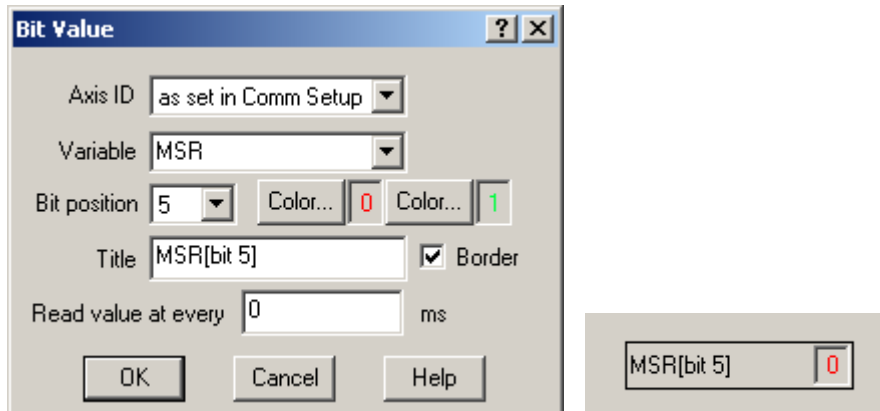 Bit Value
Axis ID as set in Comm Setup
Variable MSR
Bit position 5 Color... 0 Color... 1
Title MSR[bit 5] Border
Read value at every 0 ms
OK Cancel Help
MSR[bit 5] 0